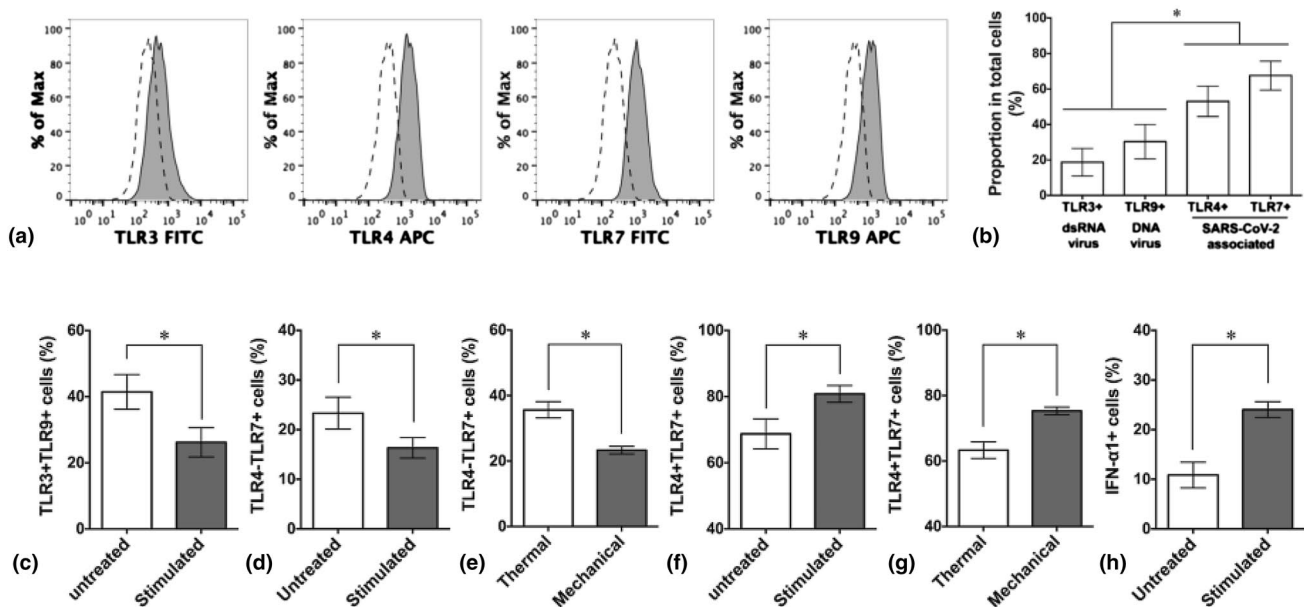 (a)
% of Max
100
80
60
40
20
0
10^0 10^1 10^2 10^3 10^4 10^5
TLR3 FITC
% of Max
100
80
60
40
20
0
10^0 10^1 10^2 10^3 10^4 10^5
TLR4 APC
% of Max
100
80
60
40
20
0
10^0 10^1 10^2 10^3 10^4 10^5
TLR7 FITC
% of Max
100
80
60
40
20
0
10^0 10^1 10^2 10^3 10^4 10^5
TLR9 APC
(b)
Proportion in total cells
(%)
100
80
60
40
20
0
*
TLR3+ TLR9+ TLR4+ TLR7+
dsRNA virus
DNA virus
SARS-CoV-2 associated
(c)
TLR3+TLR9+ cells (%)
60
40
20
0
*
untreated
Stimulated
(d)
TLR4-TLR7+ cells (%)
40
30
20
10
0
*
Untreated
Stimulated
(e)
TLR4-TLR7+ cells (%)
60
40
20
0
*
Thermal
Mechanical
(f)
TLR4+TLR7+ cells (%)
100
80
60
40
*
untreated
Stimulated
(g)
TLR4+TLR7+ cells (%)
100
80
60
40
*
Thermal
Mechanical
(h)
IFN-α1+ cells (%)
40
30
20
10
0
*
Untreated
Stimulated